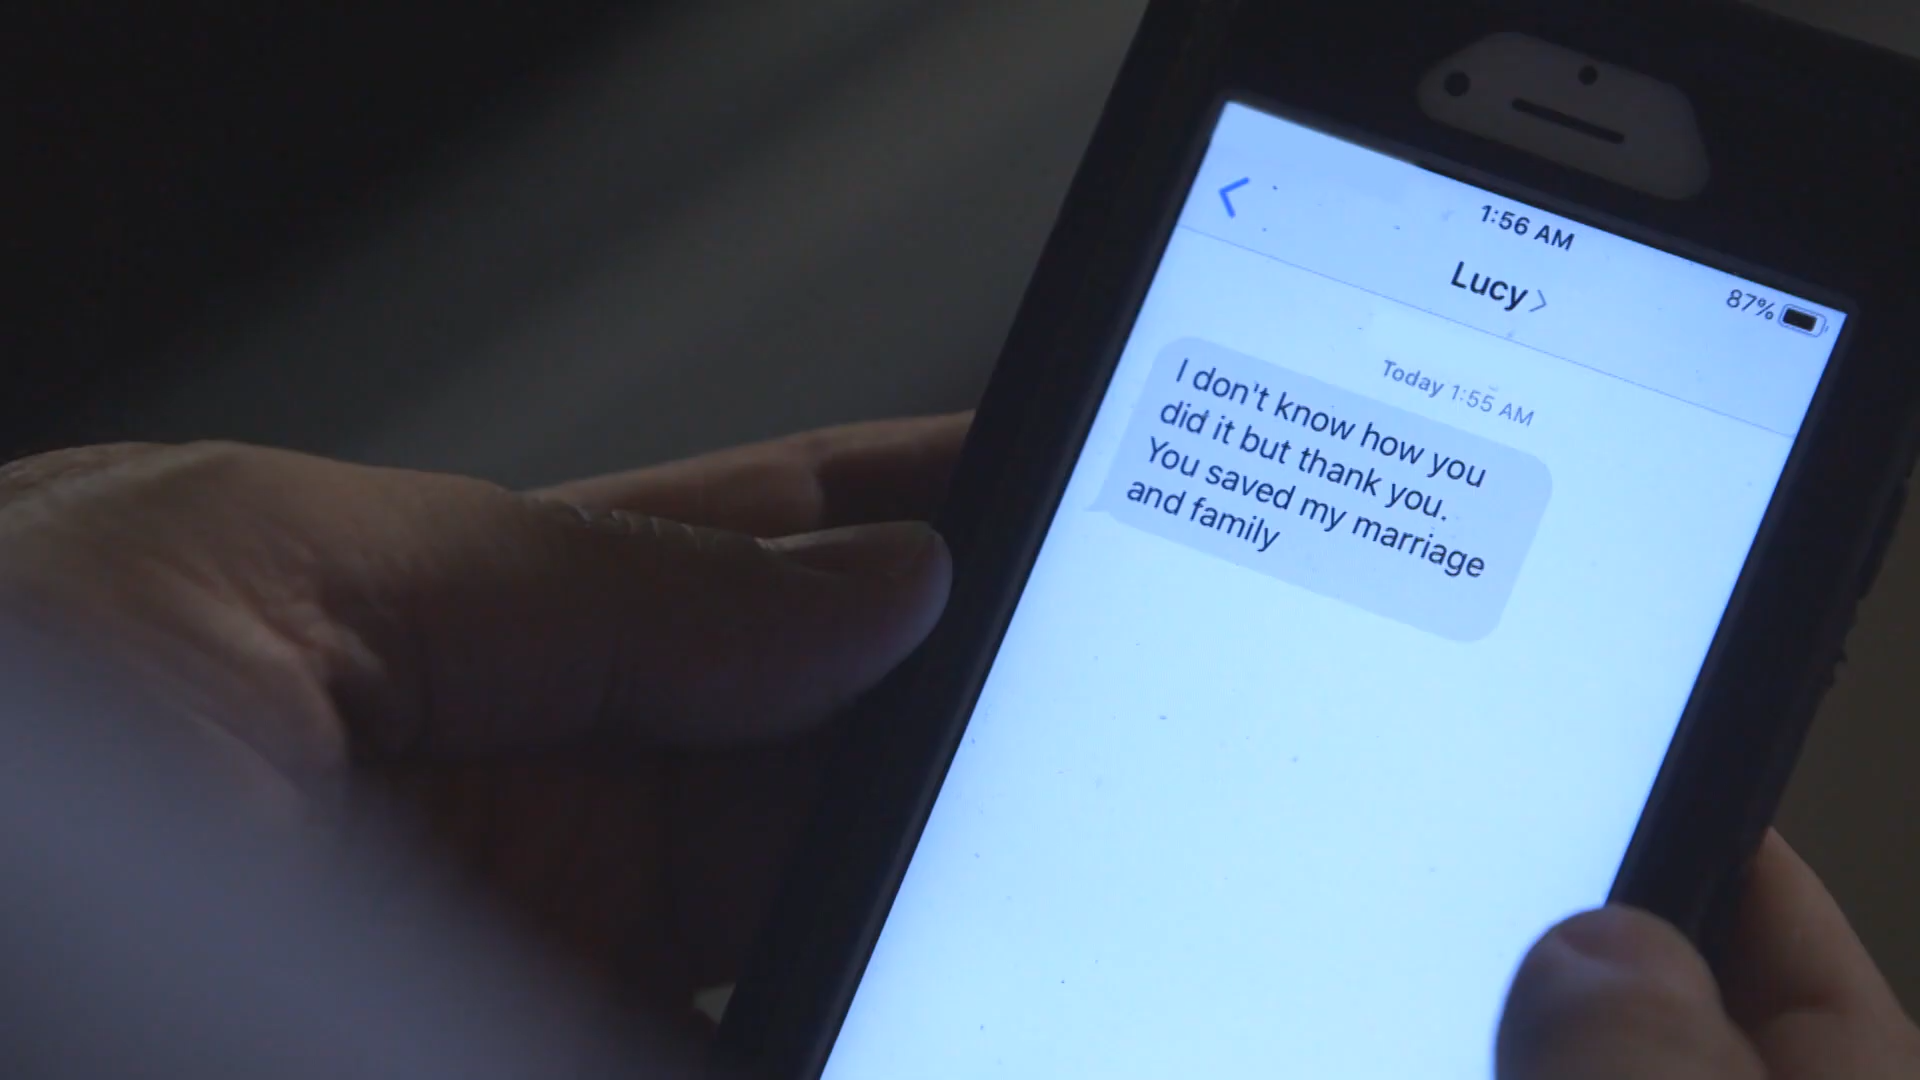 1:56 AM
87%
Lucy
Today 1:55 AM
I don't know how you
did it but thank you.
You saved my marriage
and family